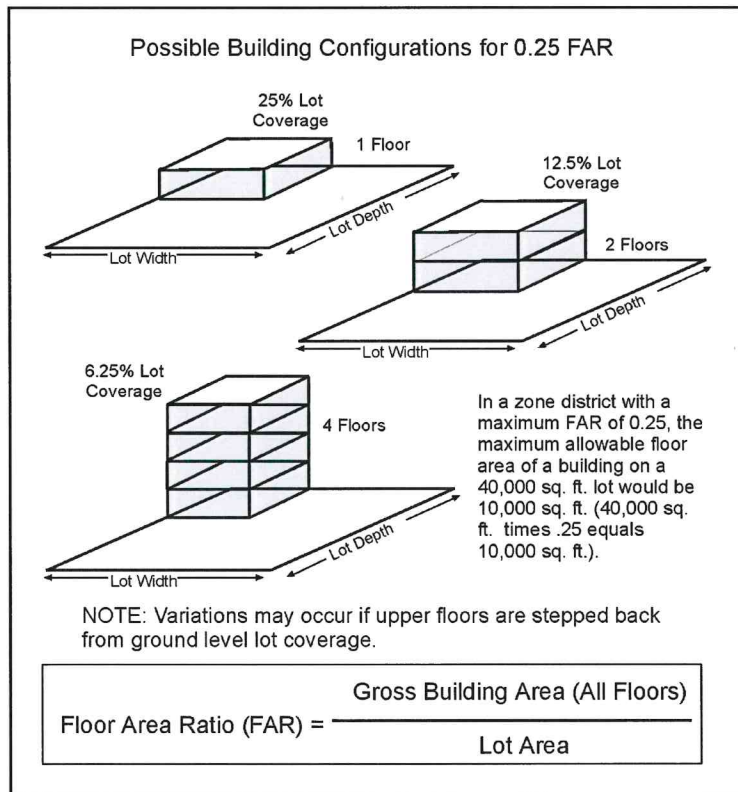 Possible Building Configurations for 0.25 FAR
25% Lot
Coverage
1 Floor
Lot Width
Lot Depth
12.5% Lot
Coverage
2 Floors
Lot Width
Lot Depth
6.25% Lot
Coverage
4 Floors
Lot Width
Lot Depth
In a zone district with a
maximum FAR of 0.25, the
maximum allowable floor
area of a building on a
40,000 sq. ft. lot would be
10,000 sq. ft. (40,000 sq.
ft. times .25 equals
10,000 sq. ft.).
NOTE: Variations may occur if upper floors are stepped back
from ground level lot coverage.
Floor Area Ratio (FAR) =
Gross Building Area (All Floors)
Lot Area